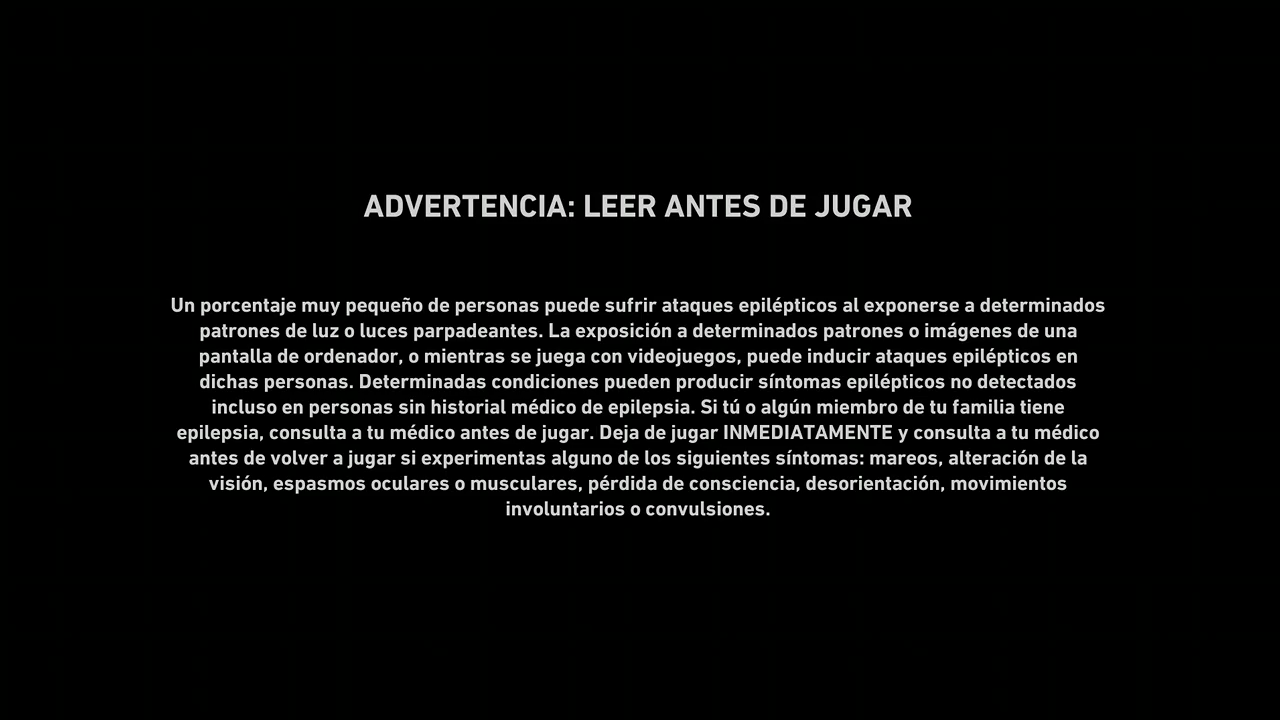 ADVERTENCIA: LEER ANTES DE JUGAR
Un porcentaje muy pequeño de personas puede sufrir ataques epilépticos al exponerse a determinados
patrones de luz o luces parpadeantes. La exposición a determinados patrones o imágenes de una
pantalla de ordenador, o mientras se juega con videojuegos, puede inducir ataques epilépticos en
dichas personas. Determinadas condiciones pueden producir síntomas epilépticos no detectados
incluso en personas sin historial médico de epilepsia. Si tú o algún miembro de tu familia tiene
epilepsia, consulta a tu médico antes de jugar. Deja de jugar INMEDIATAMENTE y consulta a tu médico
antes de volver a jugar si experimentas alguno de los siguientes síntomas: mareos, alteración de la
visión, espasmos oculares o musculares, pérdida de consciencia, desorientación, movimientos
involuntarios o convulsiones.